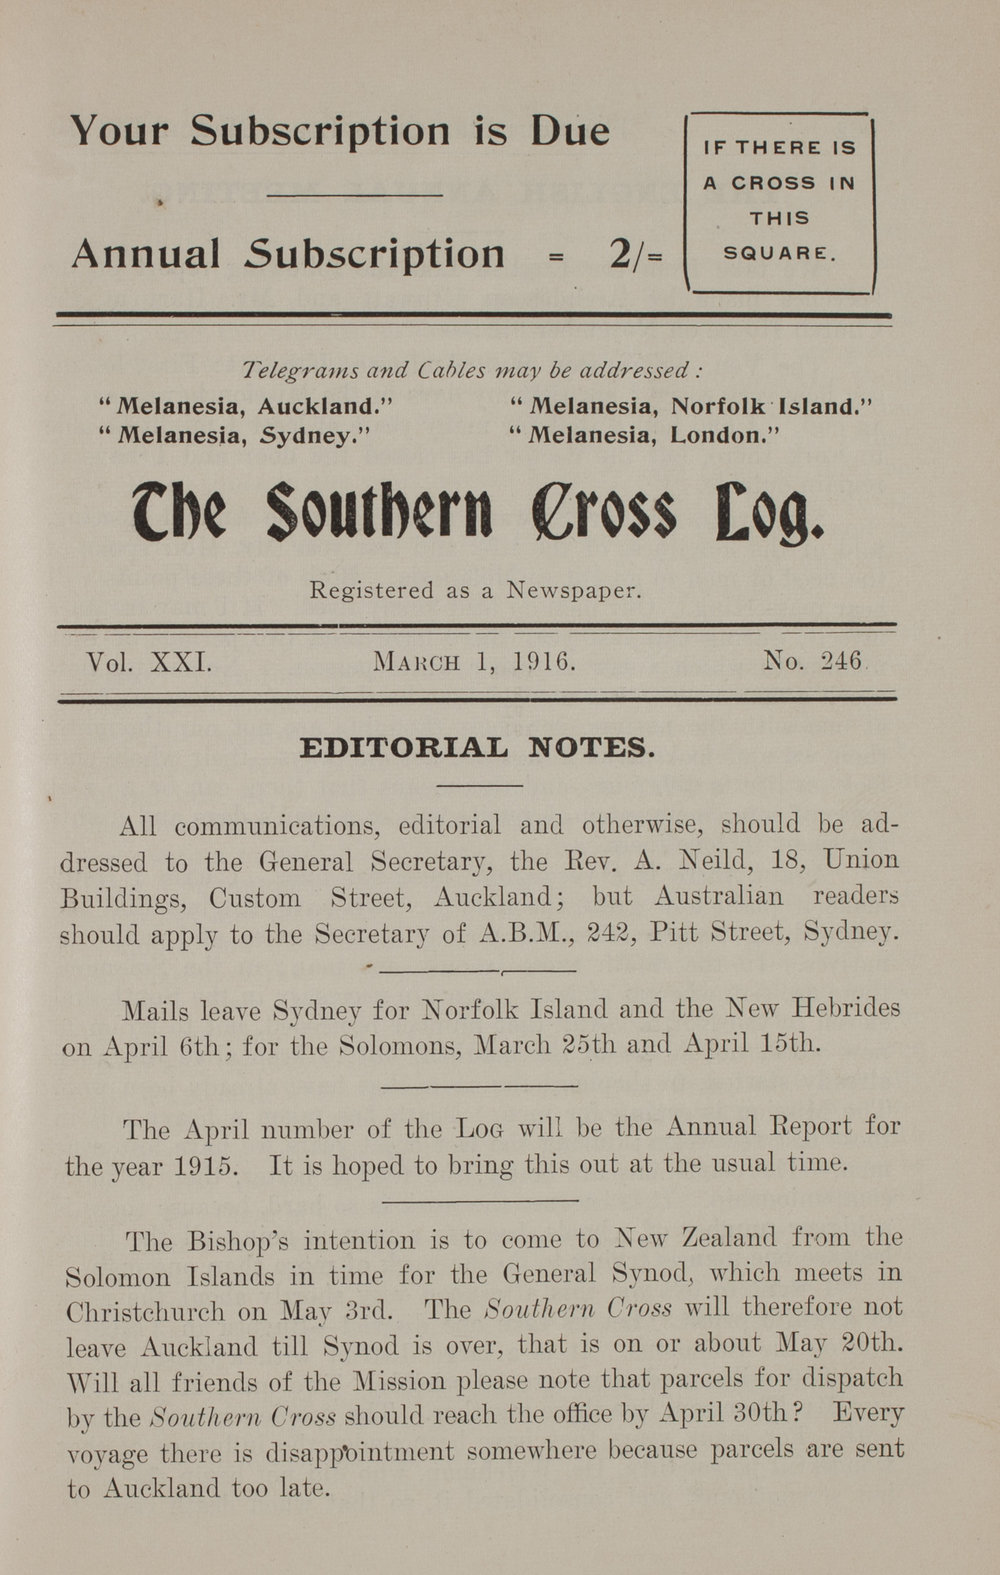 Your Subscription is Due
Annual Subscription = 2/=
IF THERE IS
A CROSS IN
THIS
SQUARE.
Telegrams and Cables may be addressed :
"Melanesia, Auckland." "Melanesia, Norfolk Island."
"Melanesia, Sydney." "Melanesia, London."
The Southern Cross Log.
Registered as a Newspaper.
Vol. XXI. MARCH 1, 1916. No. 246.
EDITORIAL NOTES.
All communications, editorial and otherwise, should be ad-
dressed to the General Secretary, the Rev. A. Neild, 18, Union
Buildings, Custom Street, Auckland; but Australian readers
should apply to the Secretary of A.B.M., 242, Pitt Street, Sydney.
Mails leave Sydney for Norfolk Island and the New Hebrides
on April 6th; for the Solomons, March 25th and April 15th.
The April number of the LOG will be the Annual Report for
the year 1915. It is hoped to bring this out at the usual time.
The Bishop's intention is to come to New Zealand from the
Solomon Islands in time for the General Synod, which meets in
Christchurch on May 3rd. The Southern Cross will therefore not
leave Auckland till Synod is over, that is on or about May 20th.
Will all friends of the Mission please note that parcels for dispatch
by the Southern Cross should reach the office by April 30th? Every
voyage there is disappointment somewhere because parcels are sent
to Auckland too late.